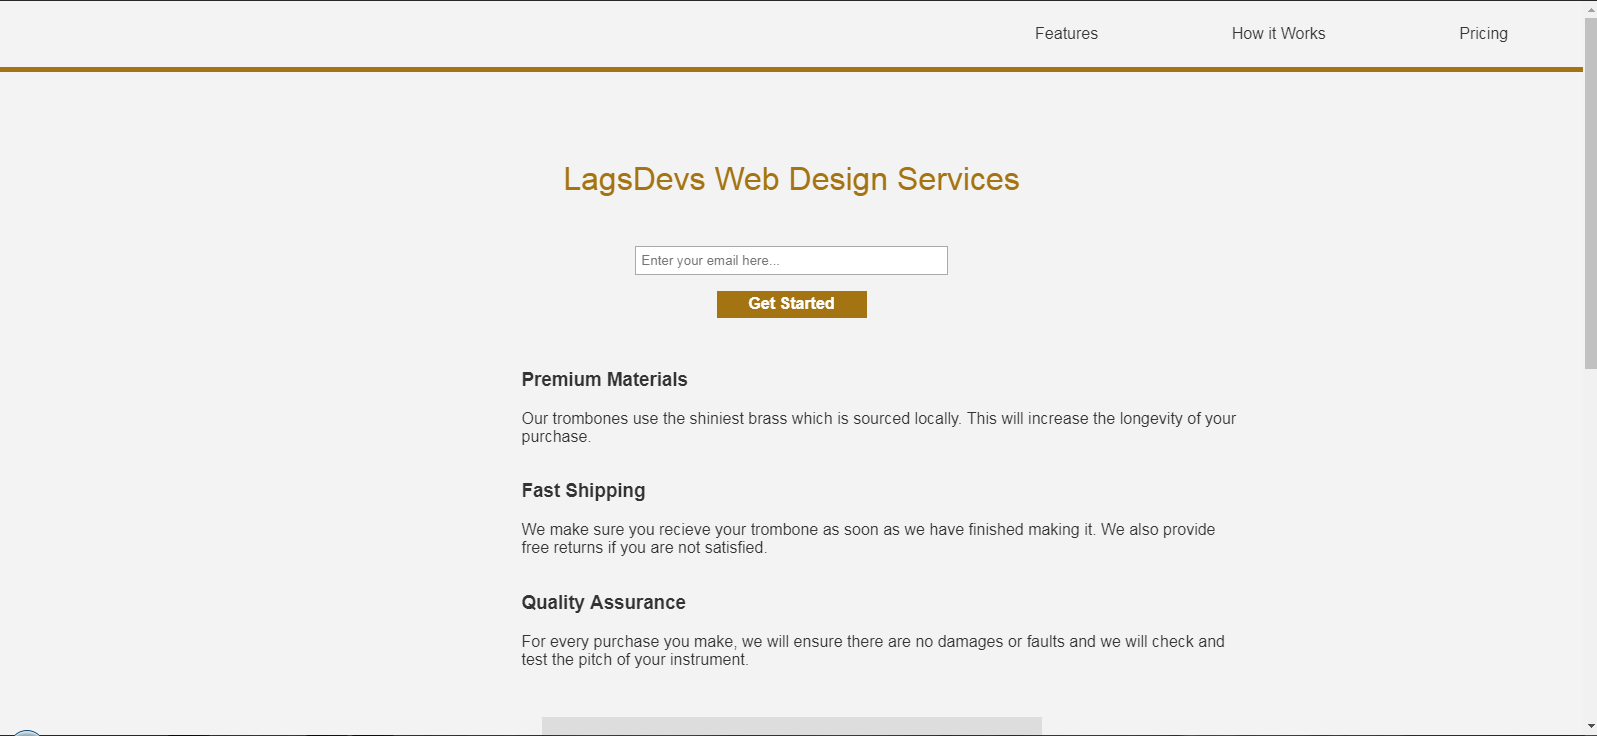 Features How it Works Pricing
LagsDevs Web Design Services
Enter your email here...
Get Started
Premium Materials
Our trombones use the shiniest brass which is sourced locally. This will increase the longevity of your
purchase.
Fast Shipping
We make sure you recieve your trombone as soon as we have finished making it. We also provide
free returns if you are not satisfied.
Quality Assurance
For every purchase you make, we will ensure there are no damages or faults and we will check and
test the pitch of your instrument.